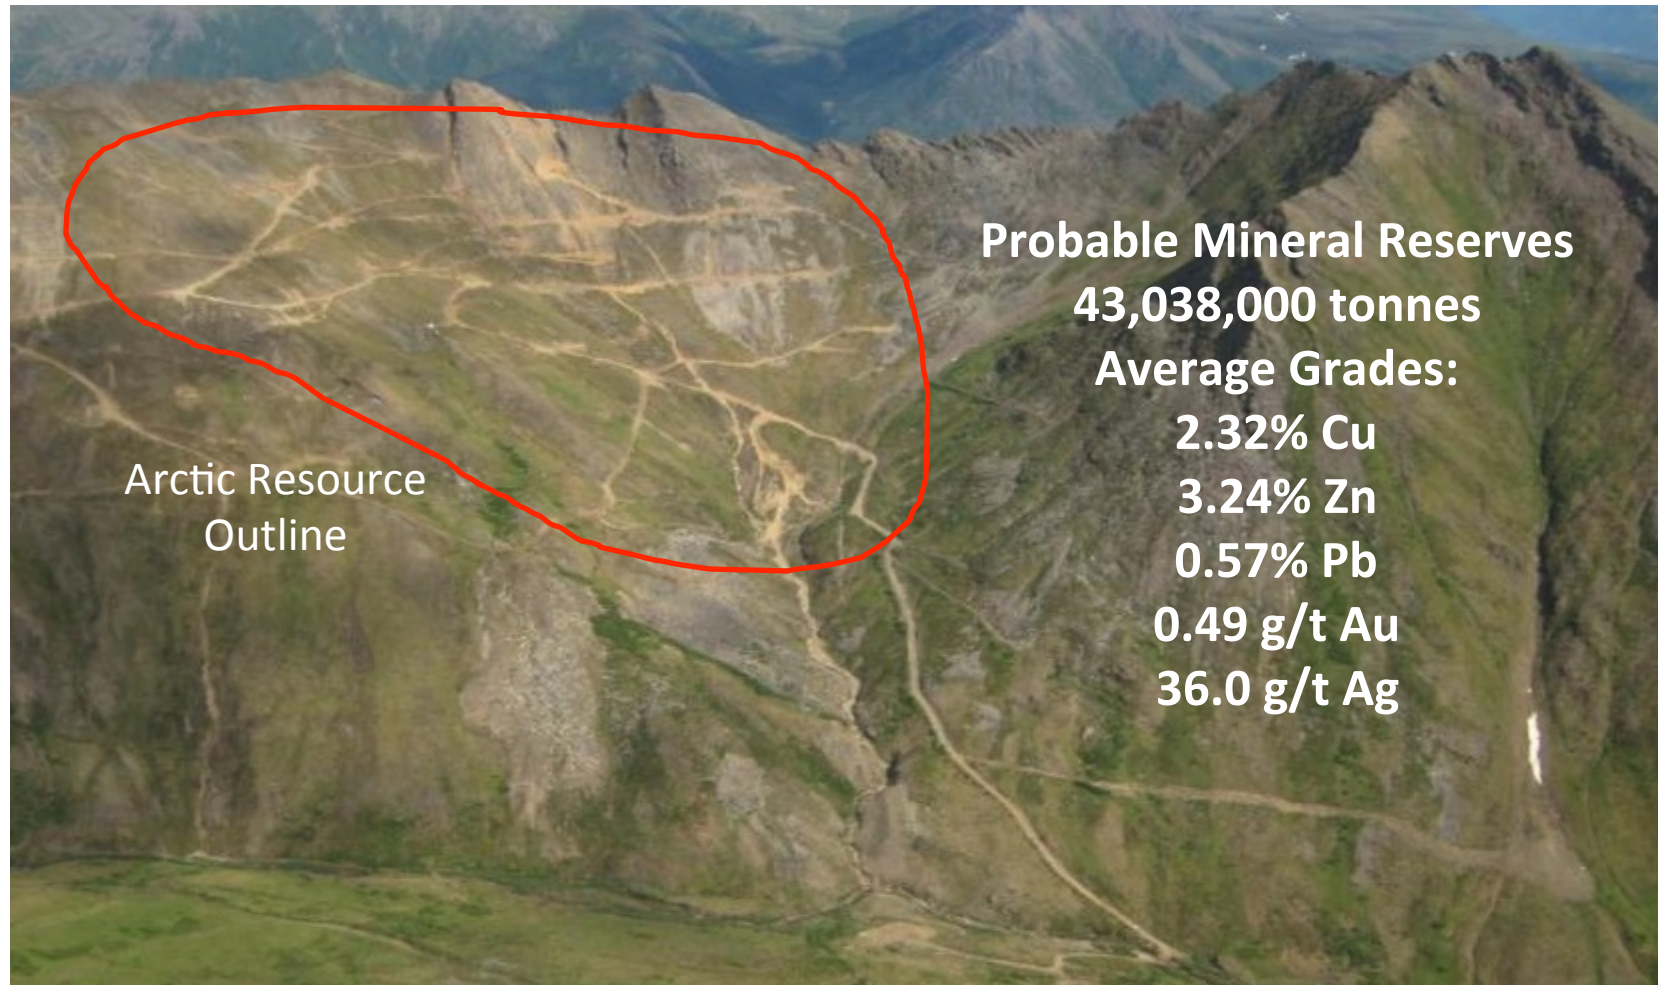 Probable Mineral Reserves
43,038,000 tonnes
Average Grades:
2.32% Cu
3.24% Zn
0.57% Pb
0.49 g/t Au
36.0 g/t Ag
Arctic Resource
Outline